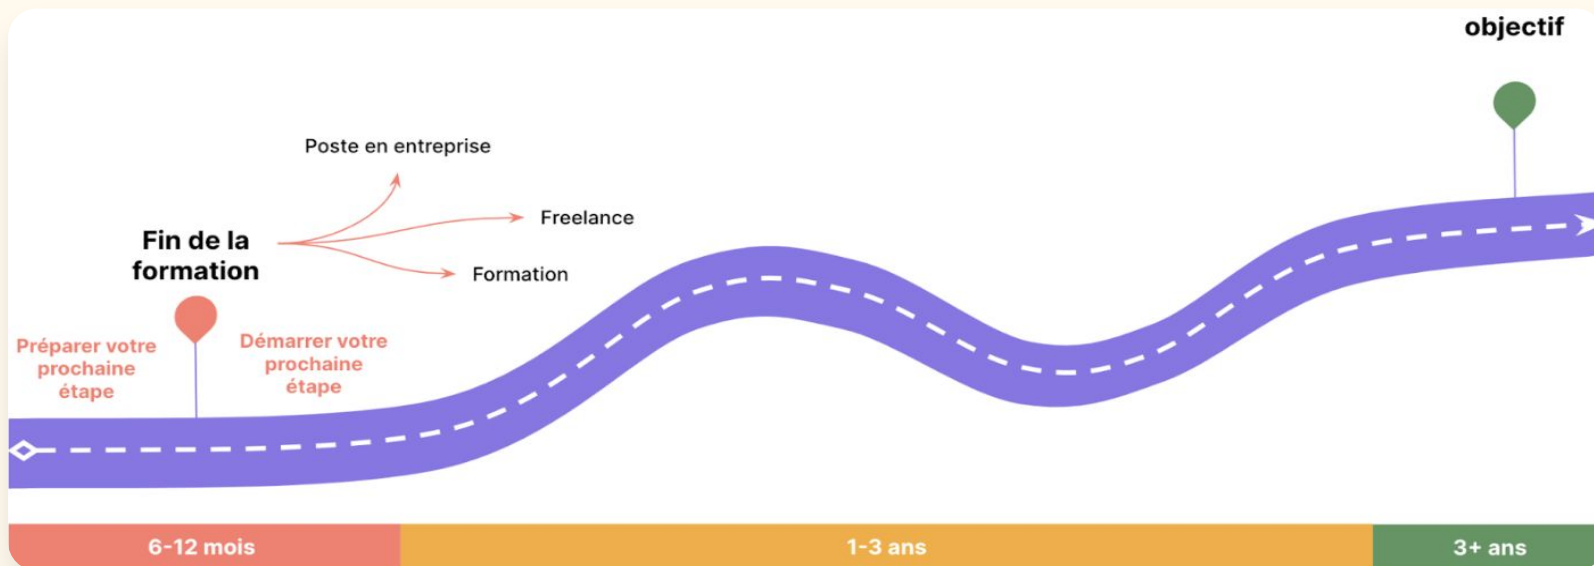 objectif
Poste en entreprise
Freelance
Fin de la
formation
Formation
Préparer votre
prochaine
étape
Démarrer votre
prochaine
étape
6-12 mois
1-3 ans
3+ ans